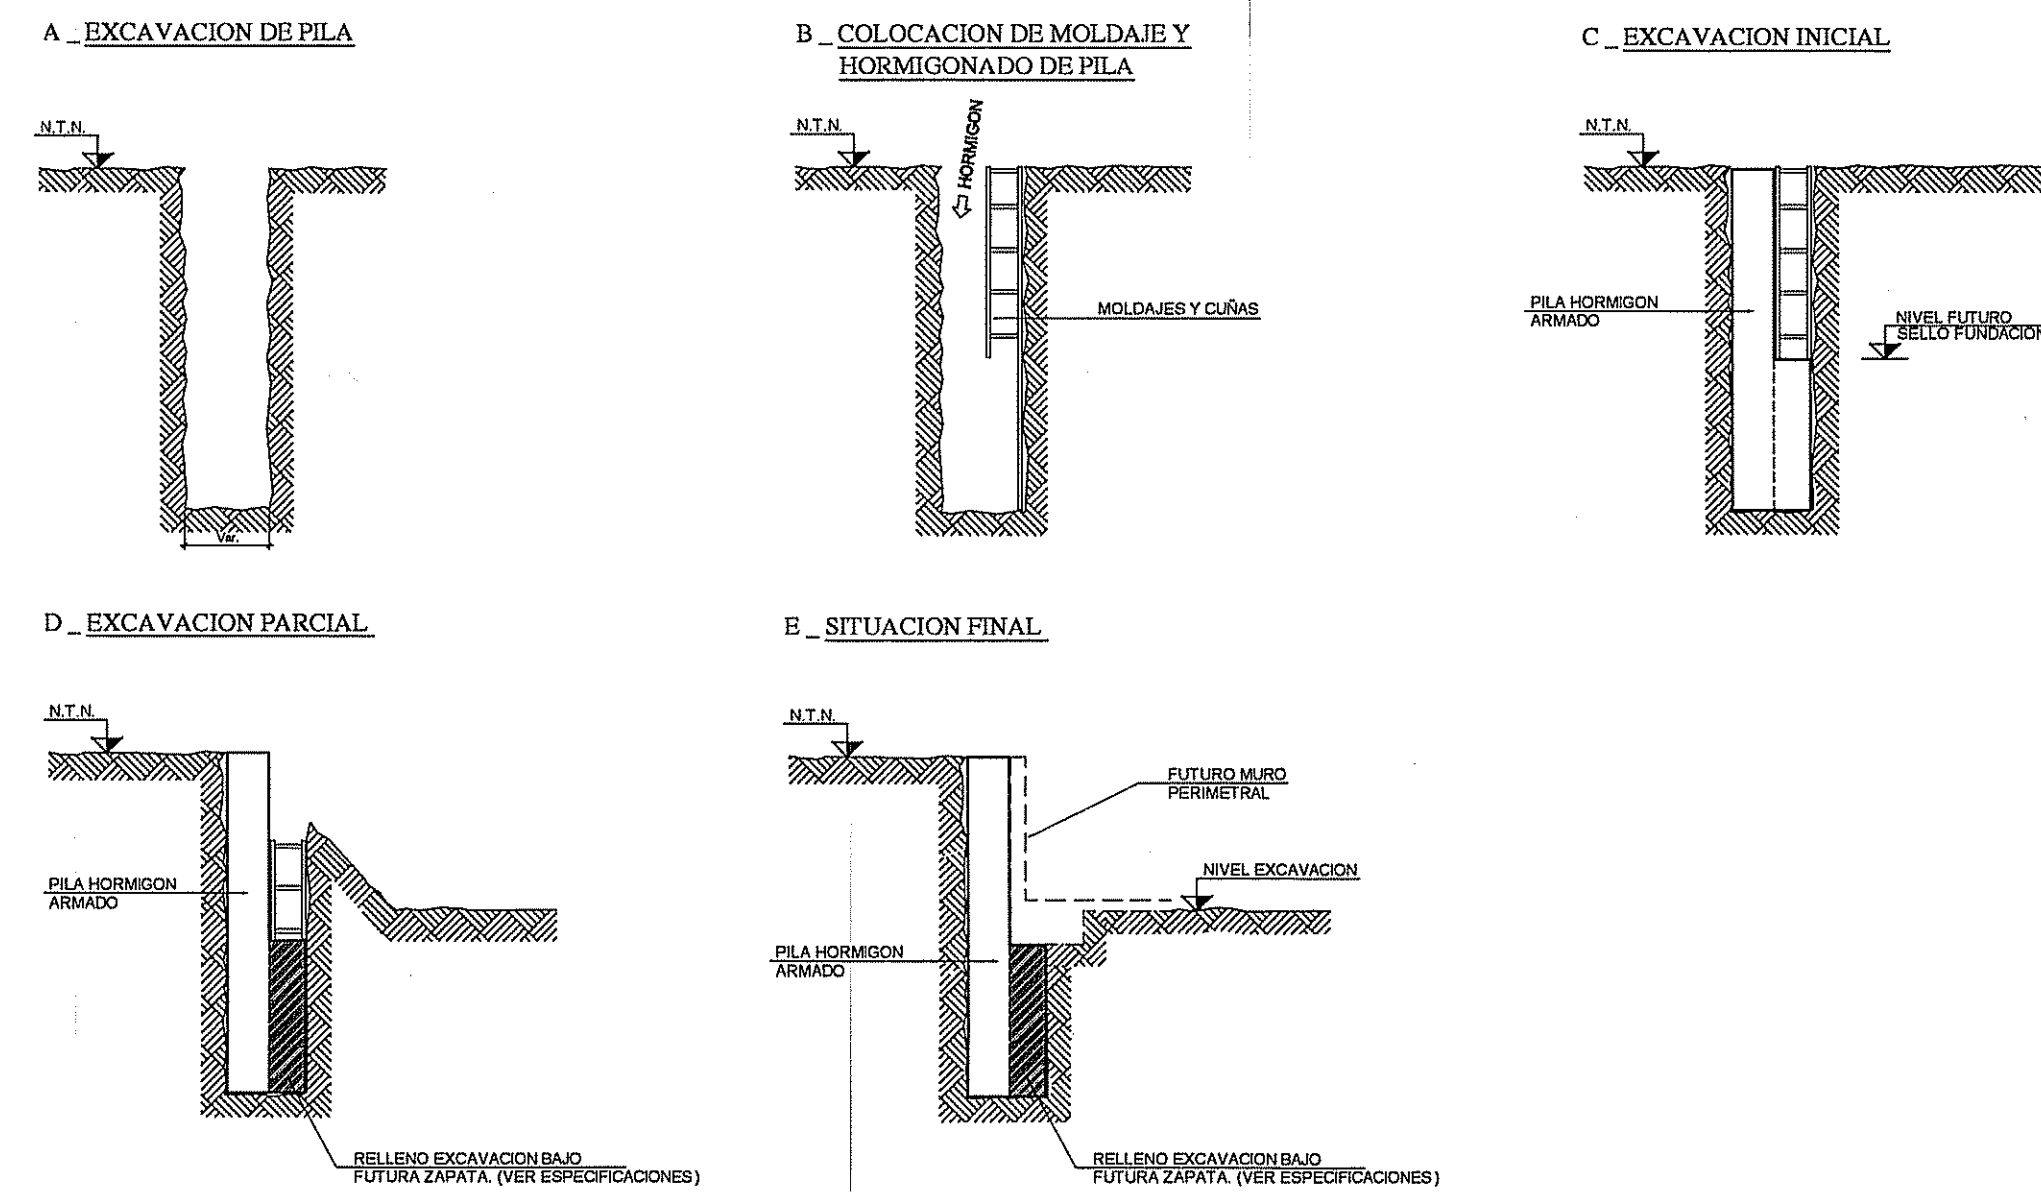 A _ EXCAVACION DE PILA
N.T.N.
Var.
B _ COLOCACION DE MOLDAJE Y
HORMIGONADO DE PILA
N.T.N.
HORMIGON
MOLDAJES Y CUÑAS
C _ EXCAVACION INICIAL
N.T.N.
PILA HORMIGON
ARMADO
NIVEL FUTURO
SELLO FUNDACION
D _ EXCAVACION PARCIAL
N.T.N.
PILA HORMIGON
ARMADO
RELLENO EXCAVACION BAJO
FUTURA ZAPATA. (VER ESPECIFICACIONES)
E _ SITUACION FINAL
N.T.N.
FUTURO MURO
PERIMETRAL
NIVEL EXCAVACION
PILA HORMIGON
ARMADO
RELLENO EXCAVACION BAJO
FUTURA ZAPATA. (VER ESPECIFICACIONES)